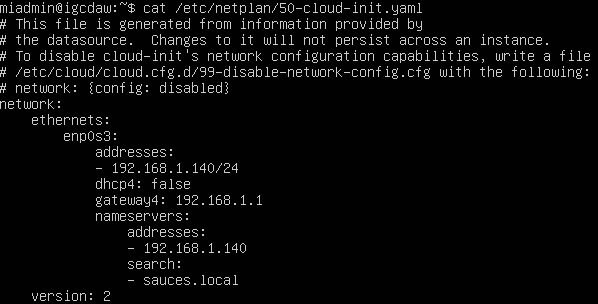 miadmin@igcdaw:~$ cat /etc/netplan/50-cloud-init.yaml
# This file is generated from information provided by
# the datasource.  Changes to it will not persist across an instance.
# To disable cloud-init's network configuration capabilities, write a file
# /etc/cloud/cloud.cfg.d/99-disable-network-config.cfg with the following:
# network: {config: disabled}
network:
    ethernets:
        enp0s3:
            addresses:
            - 192.168.1.140/24
            dhcp4: false
            gateway4: 192.168.1.1
            nameservers:
                addresses:
                - 192.168.1.140
                search:
                - sauces.local
    version: 2